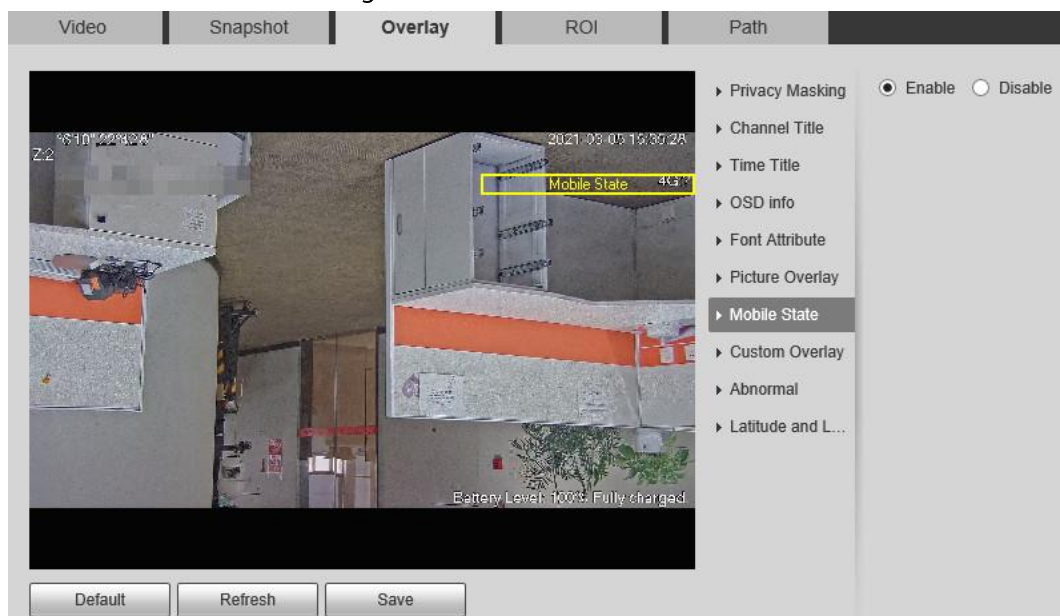 Video Snapshot Overlay ROI Path
Privacy Masking
Enable Disable
Channel Title
2021-03-05 15:35:28
Z:2
Time Title
Mobile State 4G
OSD info
Font Attribute
Picture Overlay
Mobile State
Custom Overlay
Abnormal
Latitude and L...
Battery Level: 100% Fully charged
Default Refresh Save